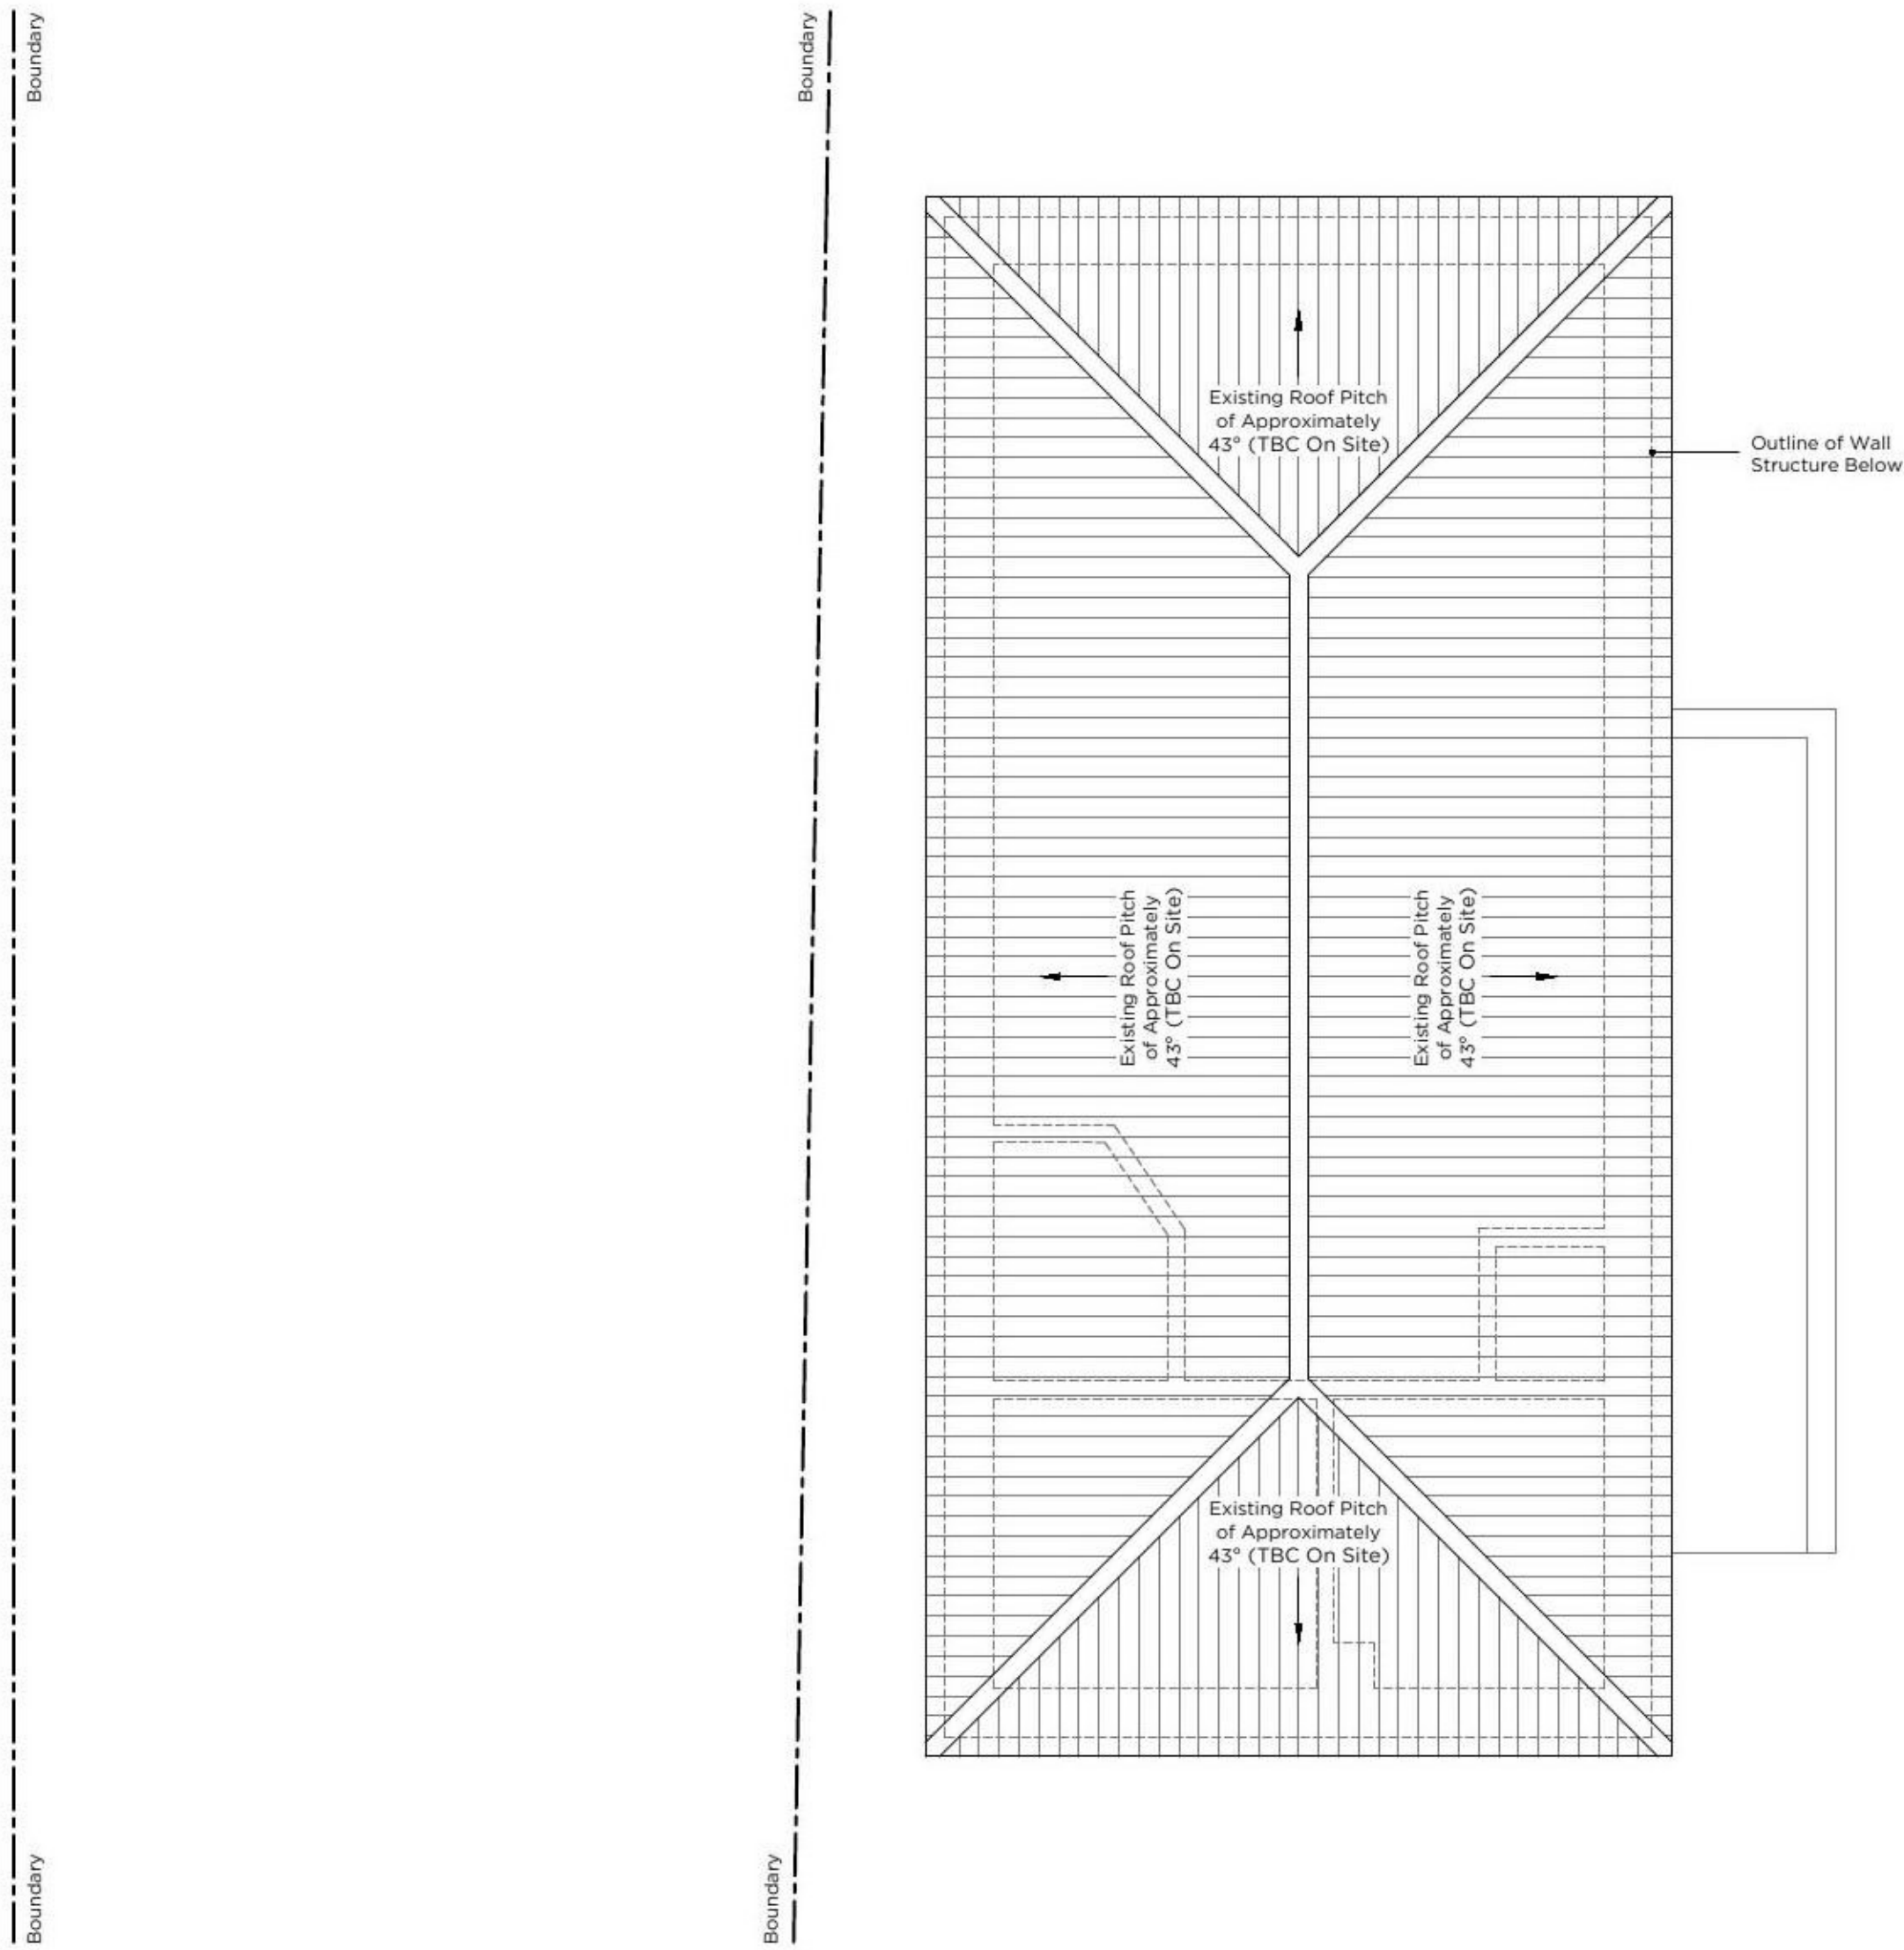 Boundary
Boundary
Existing Roof Pitch
of Approximately
43° (TBC On Site)
Outline of Wall
Structure Below
Existing Roof Pitch
of Approximately
43° (TBC On Site)
Existing Roof Pitch
of Approximately
43° (TBC On Site)
Existing Roof Pitch
of Approximately
43° (TBC On Site)
Boundary
Boundary